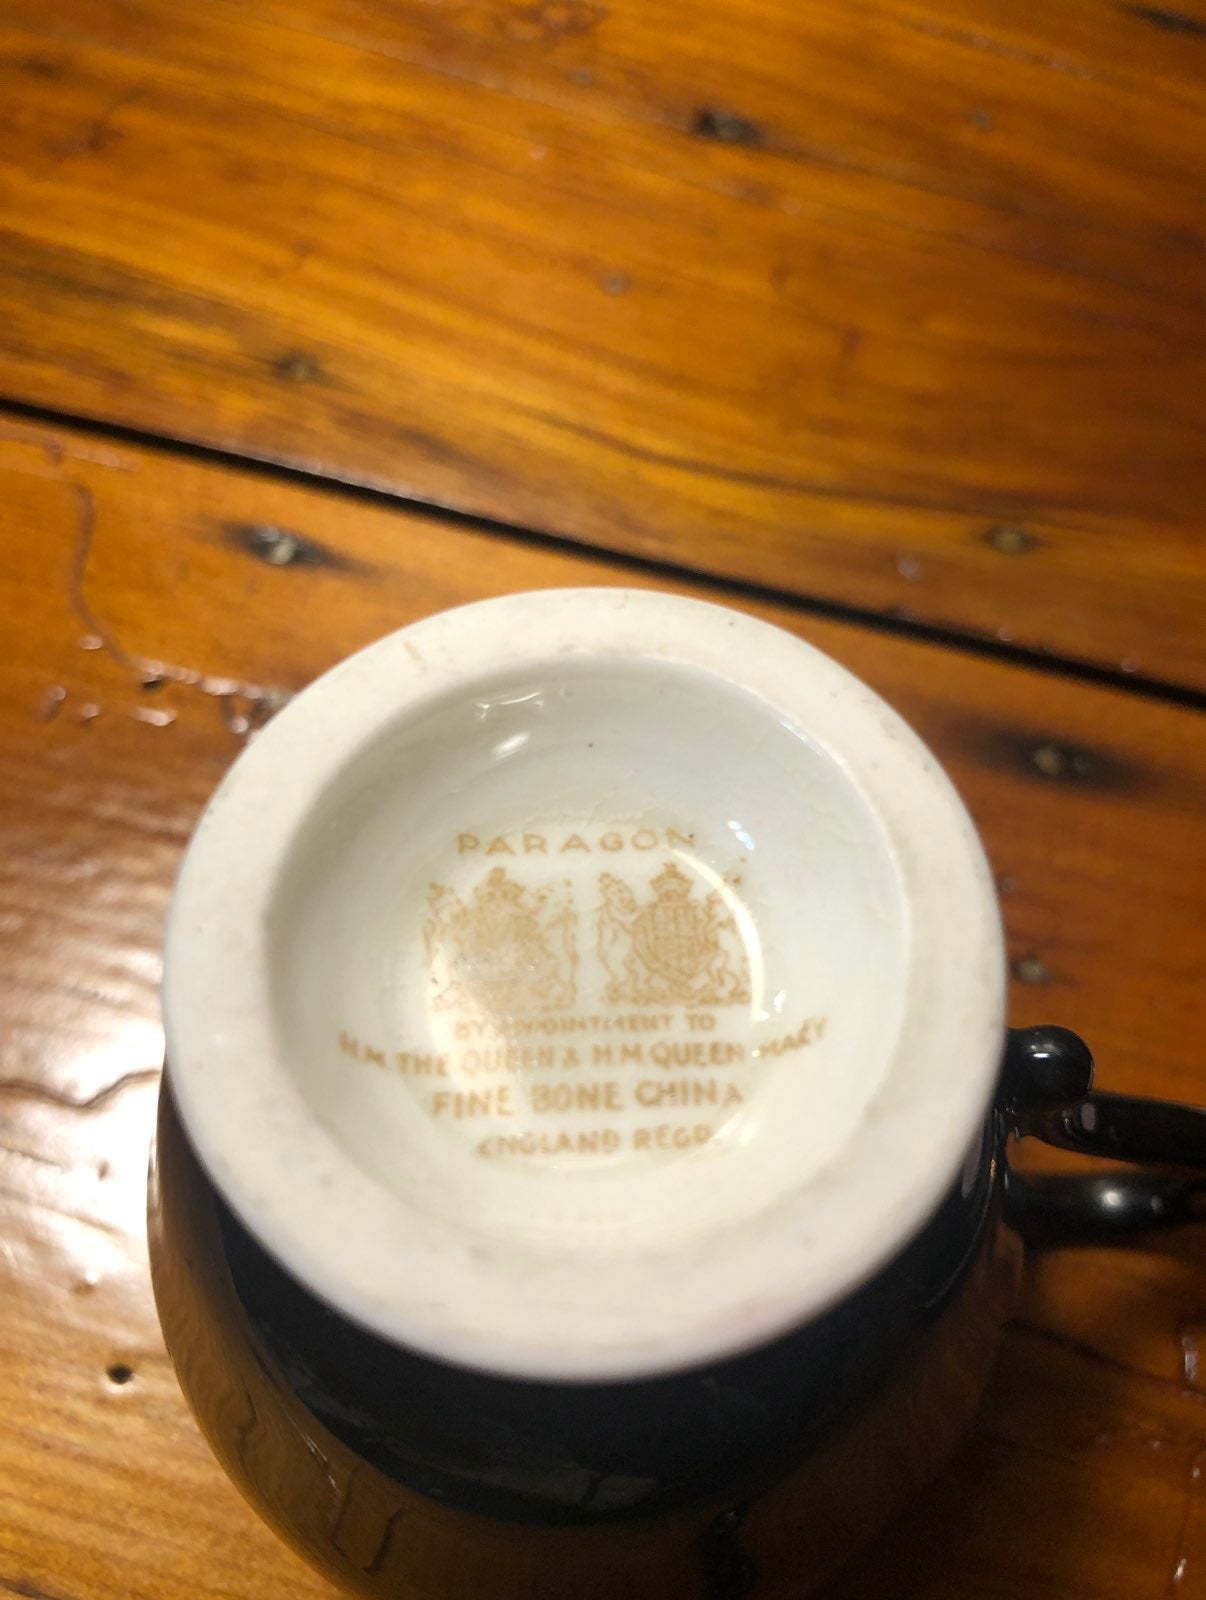 PARAGON
BY APPOINTMENT TO
H.M. THE QUEEN & H.M. QUEEN MARY
FINE BONE CHINA
ENGLAND REGD.